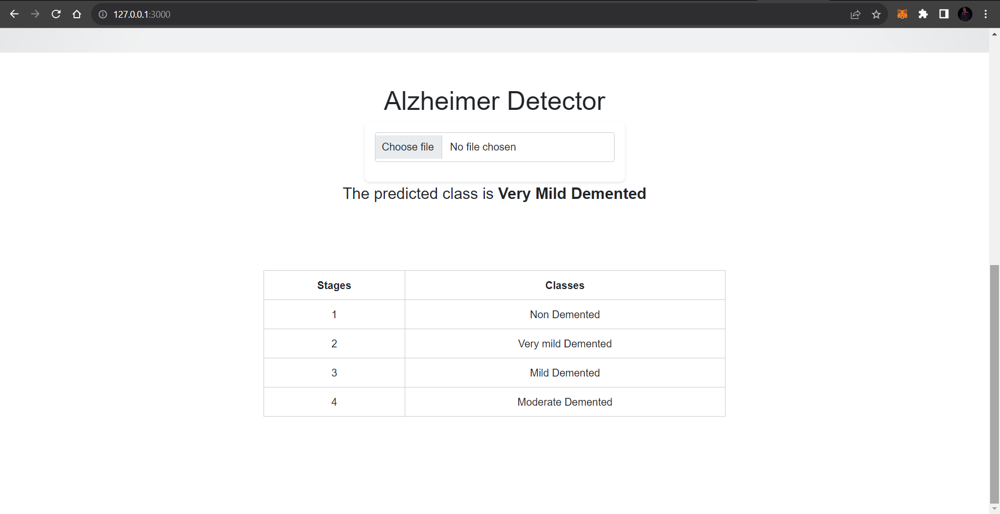 127.0.0.1:3000
Alzheimer Detector
Choose file No file chosen
The predicted class is Very Mild Demented
Stages Classes
1 Non Demented
2 Very mild Demented
3 Mild Demented
4 Moderate Demented